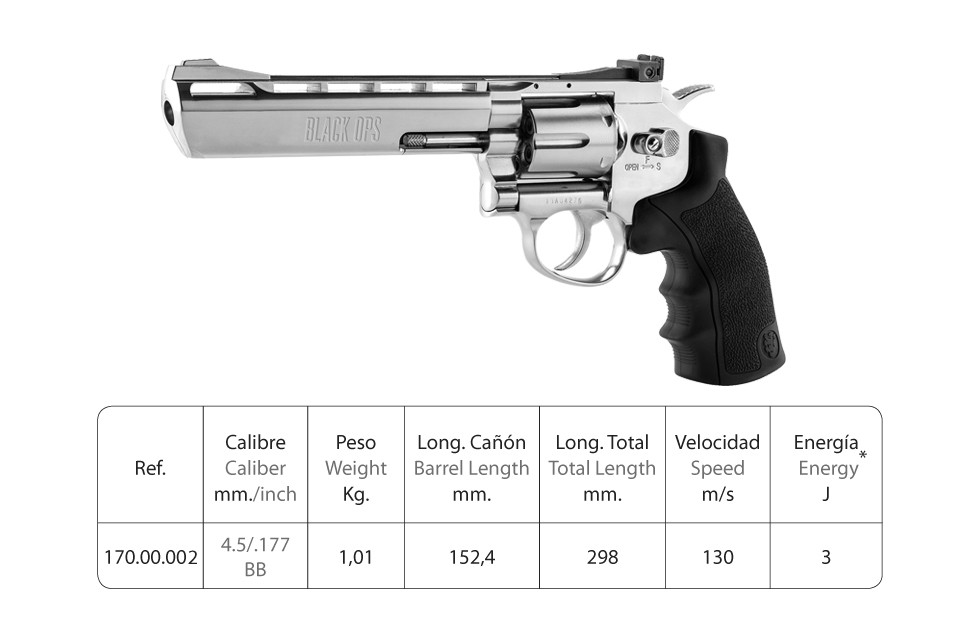 BLACK OPS
F
OPEN S
Ref.
Calibre
Caliber
mm./inch
Peso
Weight
Kg.
Long. Cañón
Barrel Length
mm.
Long. Total
Total Length
mm.
Velocidad
Speed
m/s
Energía
Energy*
J
170.00.002
4.5/.177
BB
1,01
152,4
298
130
3